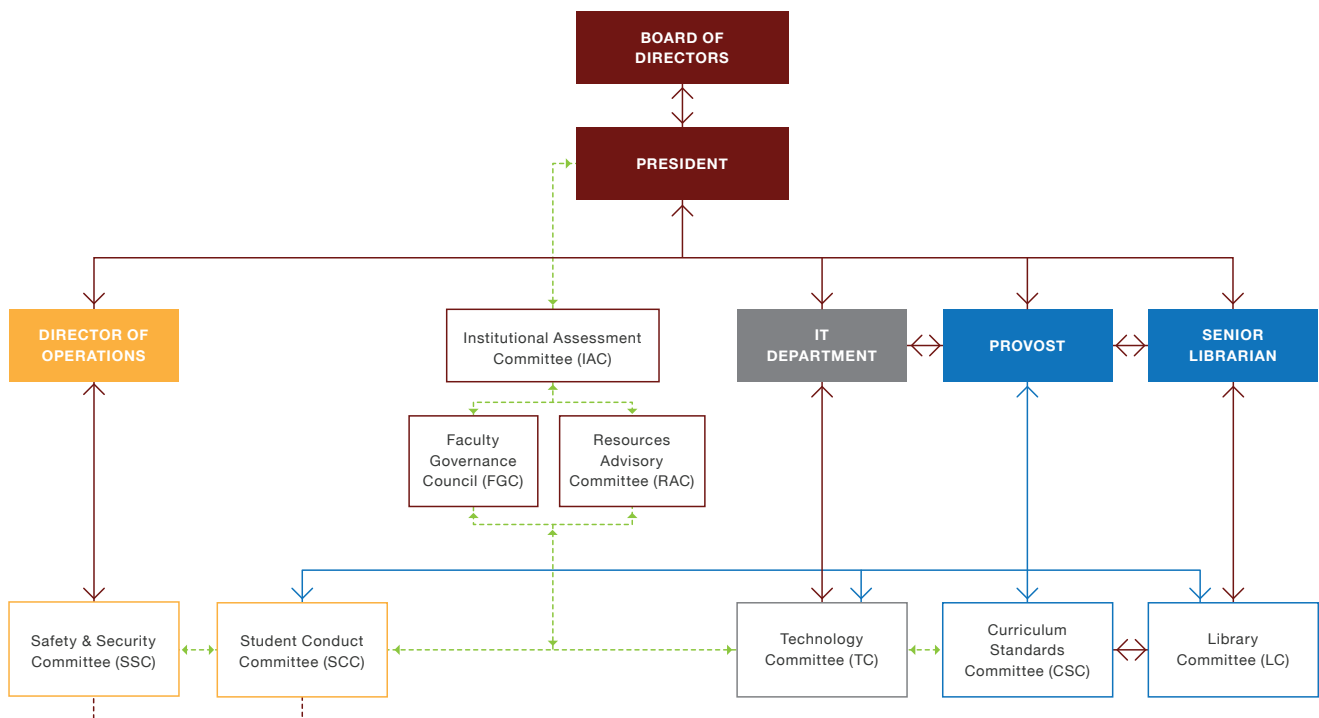 BOARD OF
DIRECTORS
PRESIDENT
DIRECTOR OF
OPERATIONS
Institutional Assessment
Committee (IAC)
IT
DEPARTMENT
PROVOST
SENIOR
LIBRARIAN
Faculty
Governance
Council (FGC)
Resources
Advisory
Committee (RAC)
Safety & Security
Committee (SSC)
Student Conduct
Committee (SCC)
Technology
Committee (TC)
Curriculum
Standards
Committee (CSC)
Library
Committee (LC)